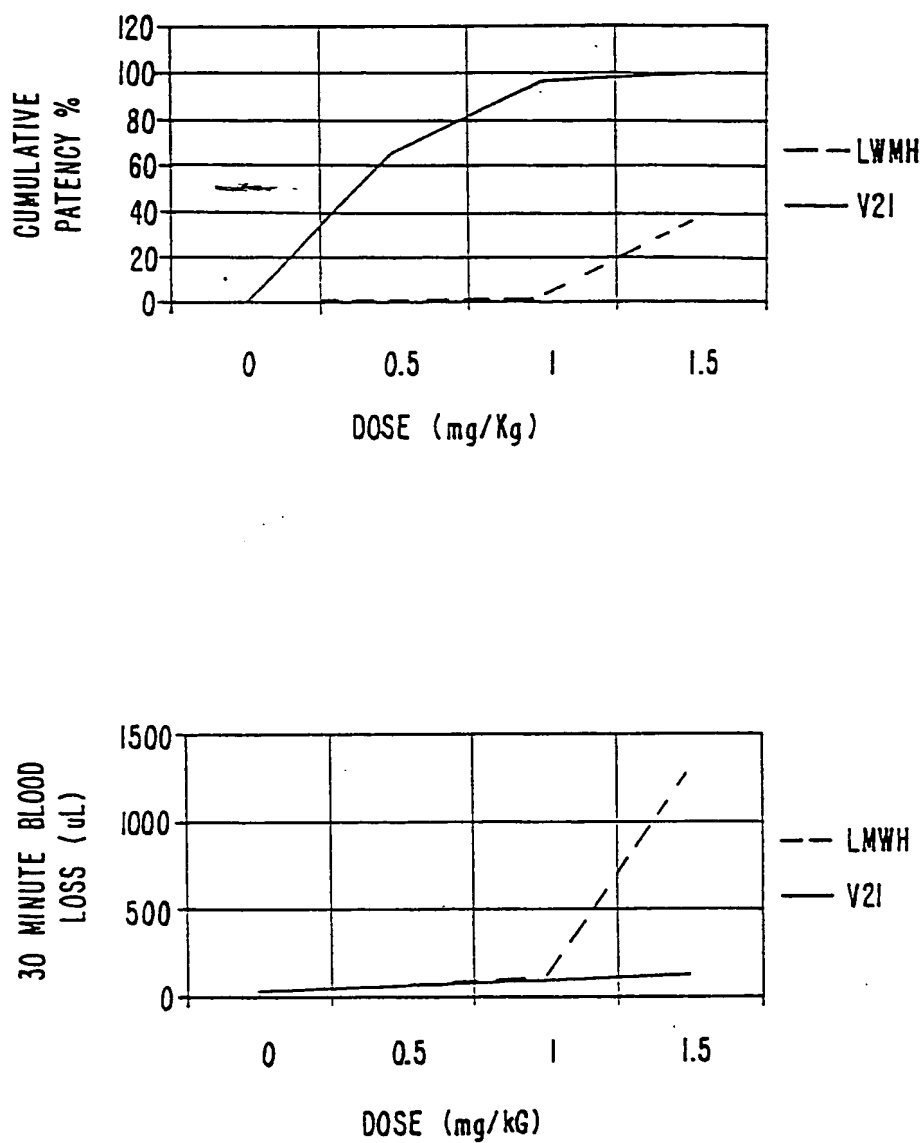 120
100
80
60
40
20
0
CUMULATIVE
PATENCY %
LWMH
V2I
0 0.5 1 1.5
DOSE (mg/Kg)
1500
1000
500
0
30 MINUTE BLOOD
LOSS (uL)
LMWH
V2I
0 0.5 1 1.5
DOSE (mg/kG)